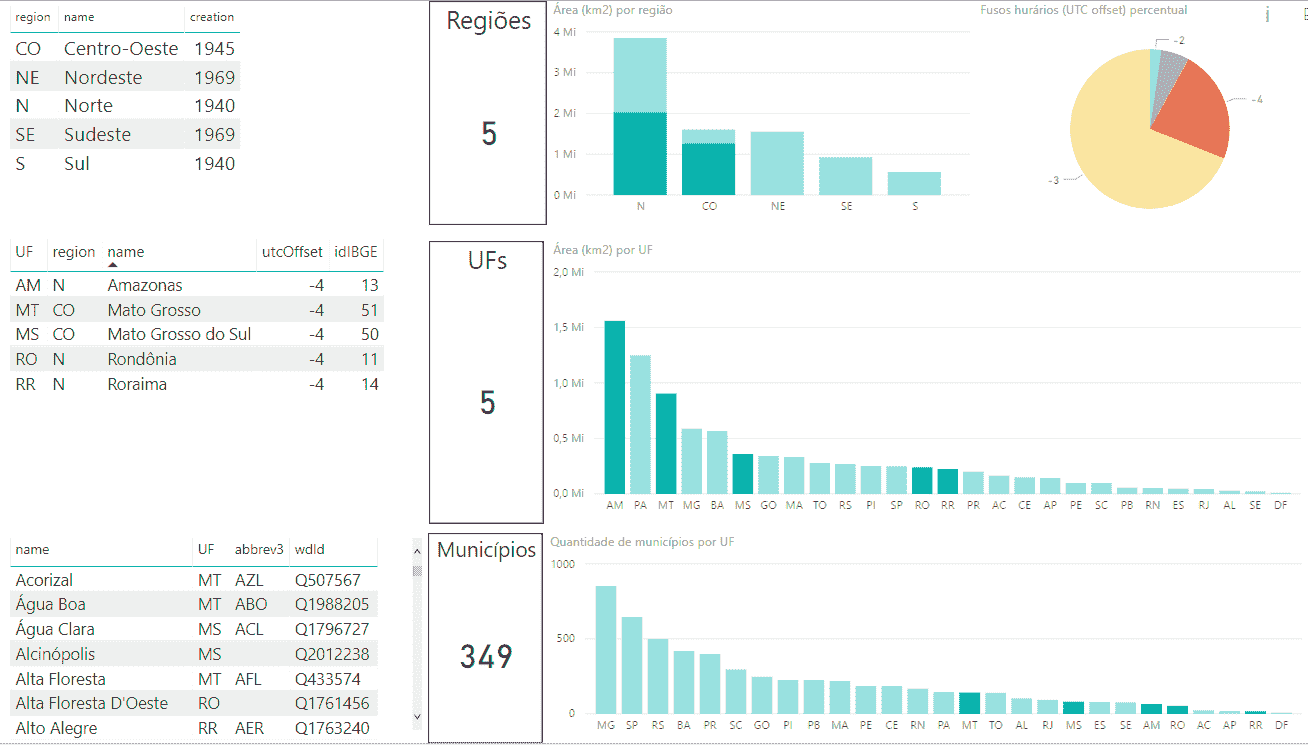 region name creation
CO Centro-Oeste 1945
NE Nordeste 1969
N Norte 1940
SE Sudeste 1969
S Sul 1940
Regiões
5
Área (km2) por região
4 Mi
3 Mi
2 Mi
1 Mi
0 Mi
N CO NE SE S
Fusos hurários (UTC offset) percentual
-2
-4
-3
UF region name utcOffset idIBGE
AM N Amazonas -4 13
MT CO Mato Grosso -4 51
MS CO Mato Grosso do Sul -4 50
RO N Rondônia -4 11
RR N Roraima -4 14
UFs
5
Área (km2) por UF
2,0 Mi
1,5 Mi
1,0 Mi
0,5 Mi
0,0 Mi
AM PA MT MG BA MS GO MA TO RS PI SP RO RR PR AC CE AP PE SC PB RN ES RJ AL SE DF
name UF abbrev3 wdId
Acorizal MT AZL Q507567
Água Boa MT ABO Q1988205
Água Clara MS ACL Q1796727
Alcinópolis MS Q2012238
Alta Floresta MT AFL Q433574
Alta Floresta D'Oeste RO Q1761456
Alto Alegre RR AER Q1763240
Municípios
349
Quantidade de municípios por UF
1000
500
0
MG SP RS BA PR SC GO PI PB MA PE CE RN PA MT TO AL RJ MS ES SE AM RO AC AP RR DF